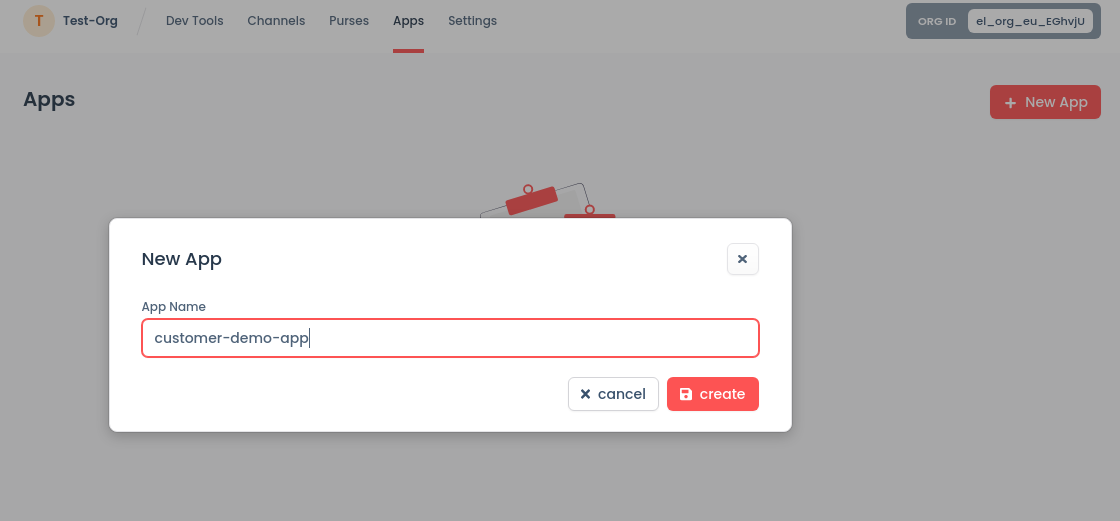 T Test-Org Dev Tools Channels Purses Apps Settings ORG ID el_org_eu_EGhvjU
Apps
New App
New App
App Name
customer-demo-app
cancel create